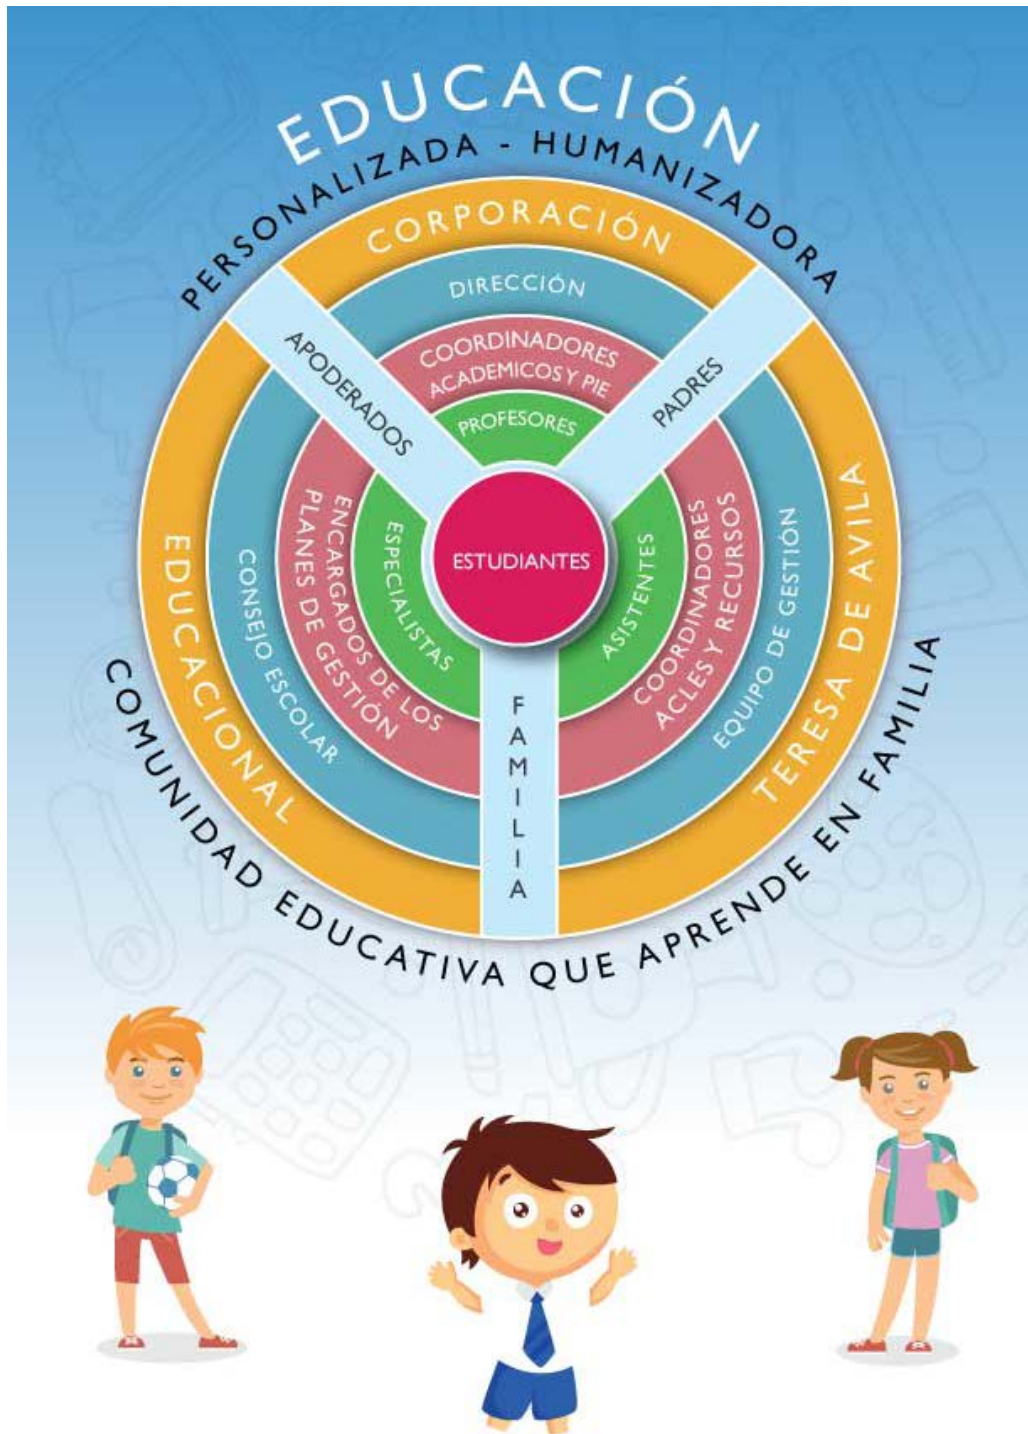 EDUCACIÓN
PERSONALIZADA - HUMANIZADORA
CORPORACIÓN
DIRECCIÓN
COORDINADORES
ACADEMICOS Y PIE
PROFESORES
APODERADOS
PADRES
ESTUDIANTES
EDUCACIONAL
CONSEJO ESCOLAR
ENCARGADOS DE LOS
PLANES DE GESTIÓN
ESPECIALISTAS
ASISTENTES
COORDINADORES
ACLES Y RECURSOS
EQUIPO DE GESTIÓN
TERESA DE AVILA
FAMILIA
COMUNIDAD EDUCATIVA QUE APRENDE EN FAMILIA